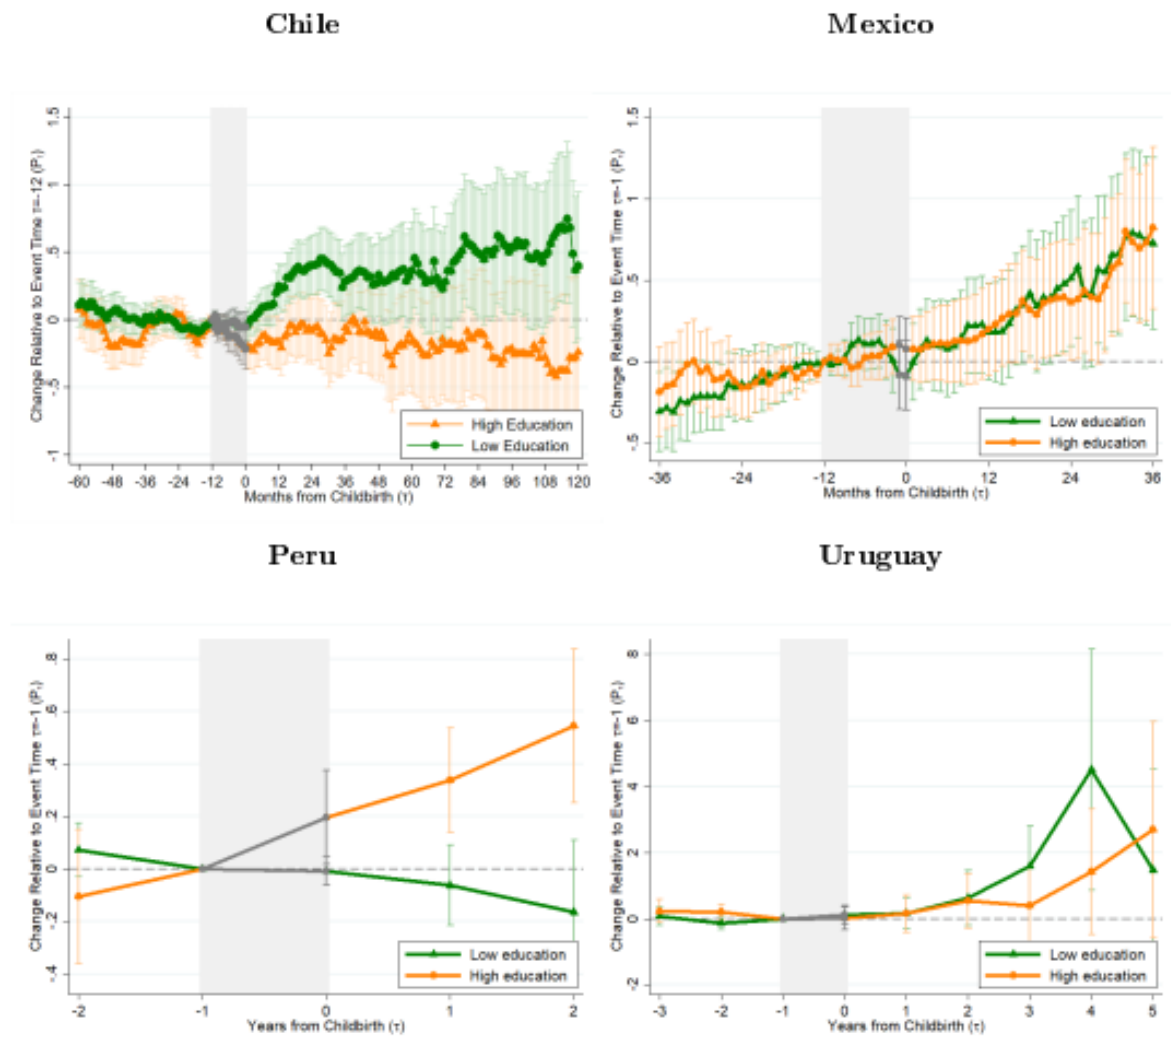 Chile
Change Relative to Event Time τ=-12 (Pτ)
1.5
1
.5
0
-.5
-1
High Education
Low Education
-60 -48 -36 -24 -12 0 12 24 36 48 60 72 84 96 108 120
Months from Childbirth (τ)
Mexico
Change Relative to Event Time τ=-1 (Pτ)
1.5
1
.5
0
-.5
Low education
High education
-36 -24 -12 0 12 24 36
Months from Childbirth (τ)
Peru
Change Relative to Event Time τ=-1 (Pτ)
.8
.6
.4
.2
0
-.2
-.4
Low education
High education
-2 -1 0 1 2
Years from Childbirth (τ)
Uruguay
Change Relative to Event Time τ=-1 (Pτ)
8
6
4
2
0
-2
Low education
High education
-3 -2 -1 0 1 2 3 4 5
Years from Childbirth (τ)